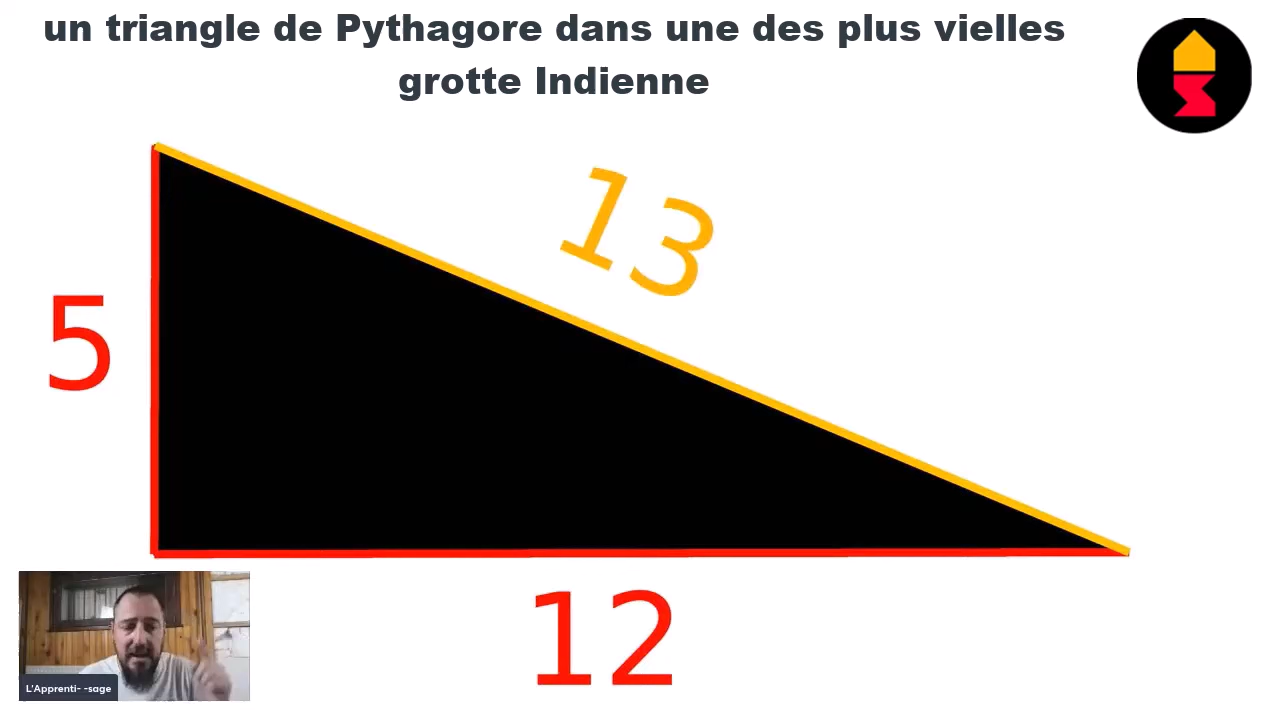 un triangle de Pythagore dans une des plus vielles
grotte Indienne
13
5
12
L'Apprenti- -sage